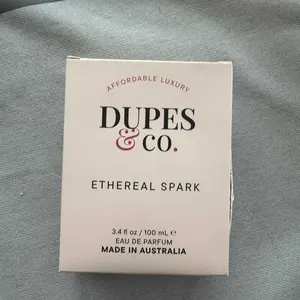 AFFORDABLE LUXURY
DUPES
& CO.
ETHEREAL SPARK
3.4 fl oz / 100 mL ℮
EAU DE PARFUM
MADE IN AUSTRALIA